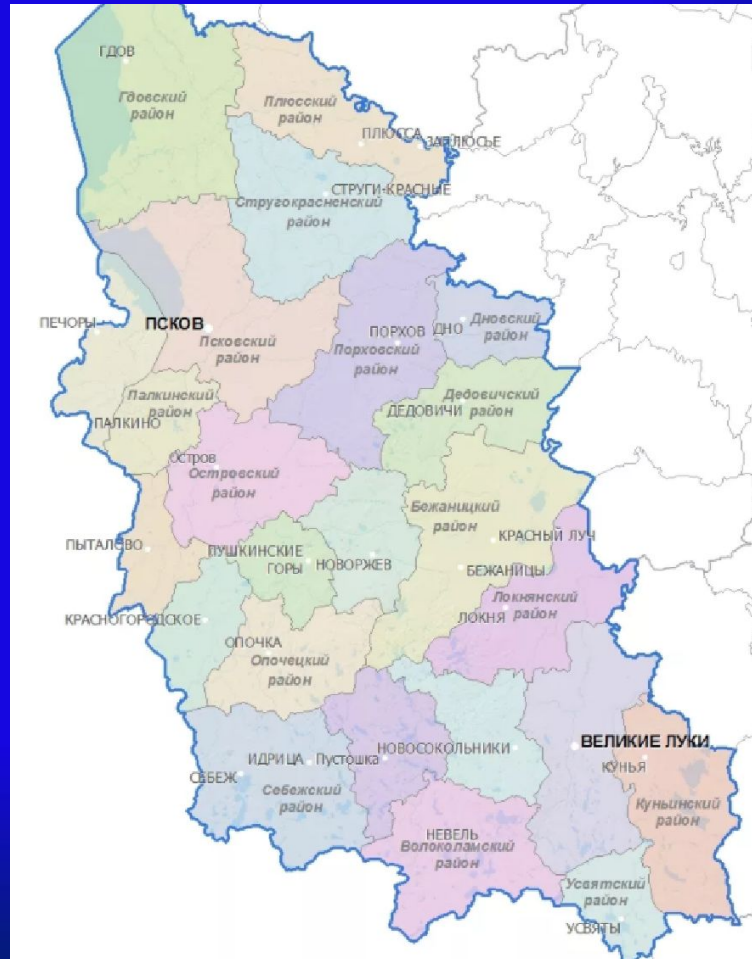 ГДОВ
Гдовский
район
Плюсский
район
ПЛЮССА
ЗАПЛЮСЬЕ
СТРУГИ-КРАСНЫЕ
Стругокрасненский
район
ПЕЧОРЫ
ПСКОВ
Псковский
район
ПОРХОВ
Порховский
район
ДНО
Дновский
район
Палкинский
район
ПАЛКИНО
Дедовичский
район
ДЕДОВИЧИ
Остров
Островский
район
Бежаницкий
район
КРАСНЫЙ ЛУЧ
ПЫТАЛОВО
ПУШКИНСКИЕ
ГОРЫ
НОВОРЖЕВ
БЕЖАНИЦЫ
Локнянский
район
ЛОКНЯ
КРАСНОГОРОДСКОЕ
ОПОЧКА
Опочецкий
район
ВЕЛИКИЕ ЛУКИ
НОВОСОКОЛЬНИКИ
ИДРИЦА
Пустошка
КУНЬЯ
СЕБЕЖ
Себежский
район
Куньинский
район
НЕВЕЛЬ
Волоколамский
район
Усвятский
район
УСВЯТЫ